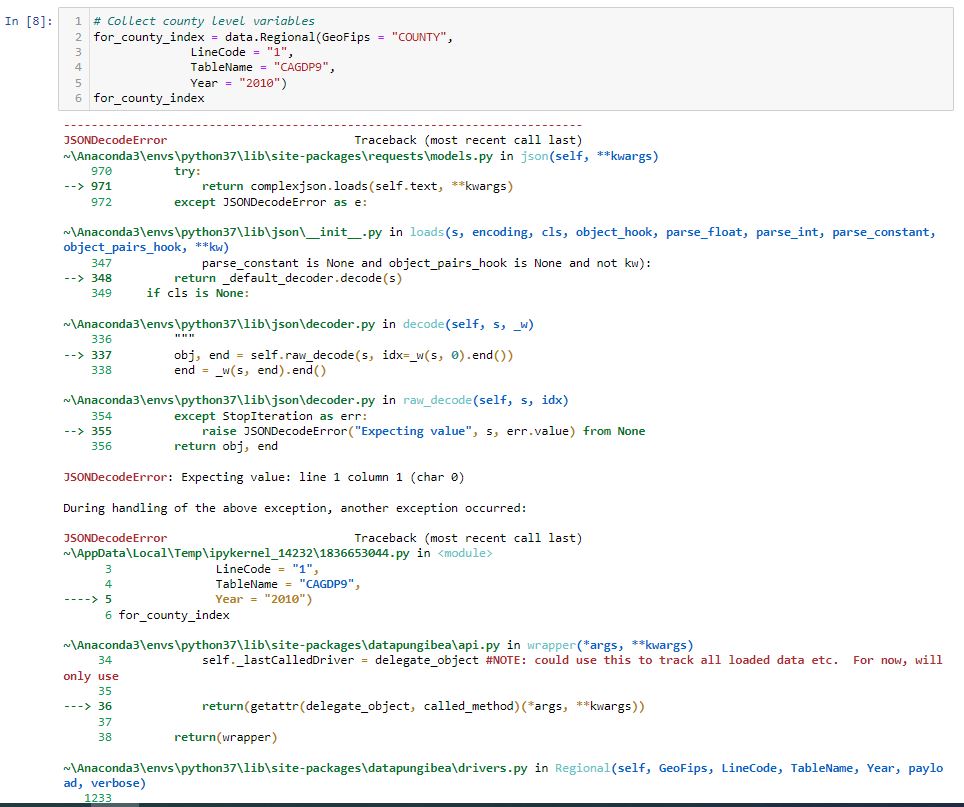 In [8]:
1 # Collect county level variables
2 for_county_index = data.Regional(GeoFips = "COUNTY",
3 LineCode = "1",
4 TableName = "CAGDP9",
5 Year = "2010")
6 for_county_index
---------------------------------------------------------------------------
JSONDecodeError Traceback (most recent call last)
~\Anaconda3\envs\python37\lib\site-packages\requests\models.py in json(self, **kwargs)
970 try:
--> 971 return complexjson.loads(self.text, **kwargs)
972 except JSONDecodeError as e:
~\Anaconda3\envs\python37\lib\json\__init__.py in loads(s, encoding, cls, object_hook, parse_float, parse_int, parse_constant,
object_pairs_hook, **kw)
347 parse_constant is None and object_pairs_hook is None and not kw):
--> 348 return _default_decoder.decode(s)
349 if cls is None:
~\Anaconda3\envs\python37\lib\json\decoder.py in decode(self, s, _w)
336 """
--> 337 obj, end = self.raw_decode(s, idx=_w(s, 0).end())
338 end = _w(s, end).end()
~\Anaconda3\envs\python37\lib\json\decoder.py in raw_decode(self, s, idx)
354 except StopIteration as err:
--> 355 raise JSONDecodeError("Expecting value", s, err.value) from None
356 return obj, end
JSONDecodeError: Expecting value: line 1 column 1 (char 0)
During handling of the above exception, another exception occurred:
JSONDecodeError Traceback (most recent call last)
~\AppData\Local\Temp\ipykernel_14232\1836653044.py in <module>
3 LineCode = "1",
4 TableName = "CAGDP9",
----> 5 Year = "2010")
6 for_county_index
~\Anaconda3\envs\python37\lib\site-packages\datapungibea\api.py in wrapper(*args, **kwargs)
34 self._lastCalledDriver = delegate_object #NOTE: could use this to track all loaded data etc.  For now, will
only use
35
---> 36 return(getattr(delegate_object, called_method)(*args, **kwargs))
37
38 return(wrapper)
~\Anaconda3\envs\python37\lib\site-packages\datapungibea\drivers.py in Regional(self, GeoFips, LineCode, TableName, Year, paylo
ad, verbose)
1233